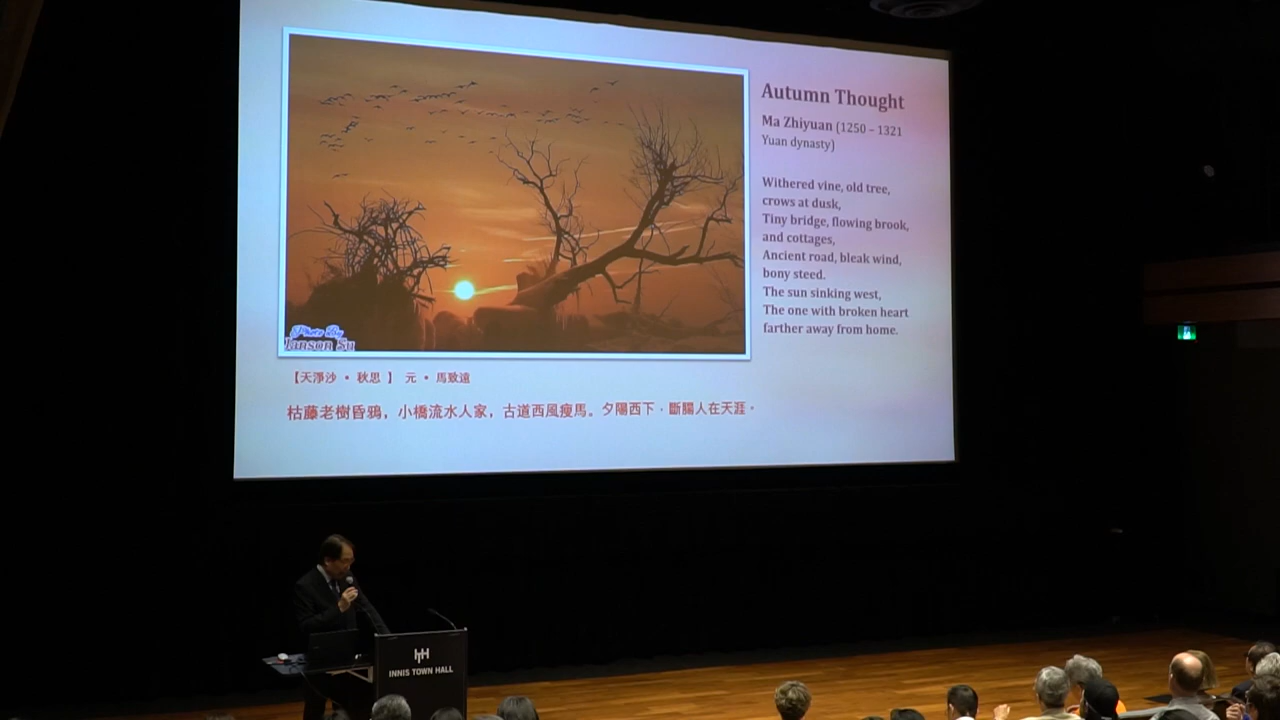 Autumn Thought
Ma Zhiyuan (1250 – 1321
Yuan dynasty)
Withered vine, old tree,
crows at dusk,
Tiny bridge, flowing brook,
and cottages,
Ancient road, bleak wind,
bony steed.
The sun sinking west,
The one with broken heart
farther away from home.
Photo By
Janson Su
【天淨沙 • 秋思 】 元 • 馬致遠
枯藤老樹昏鴉，小橋流水人家，古道西風瘦馬。夕陽西下，斷腸人在天涯。
INNIS TOWN HALL